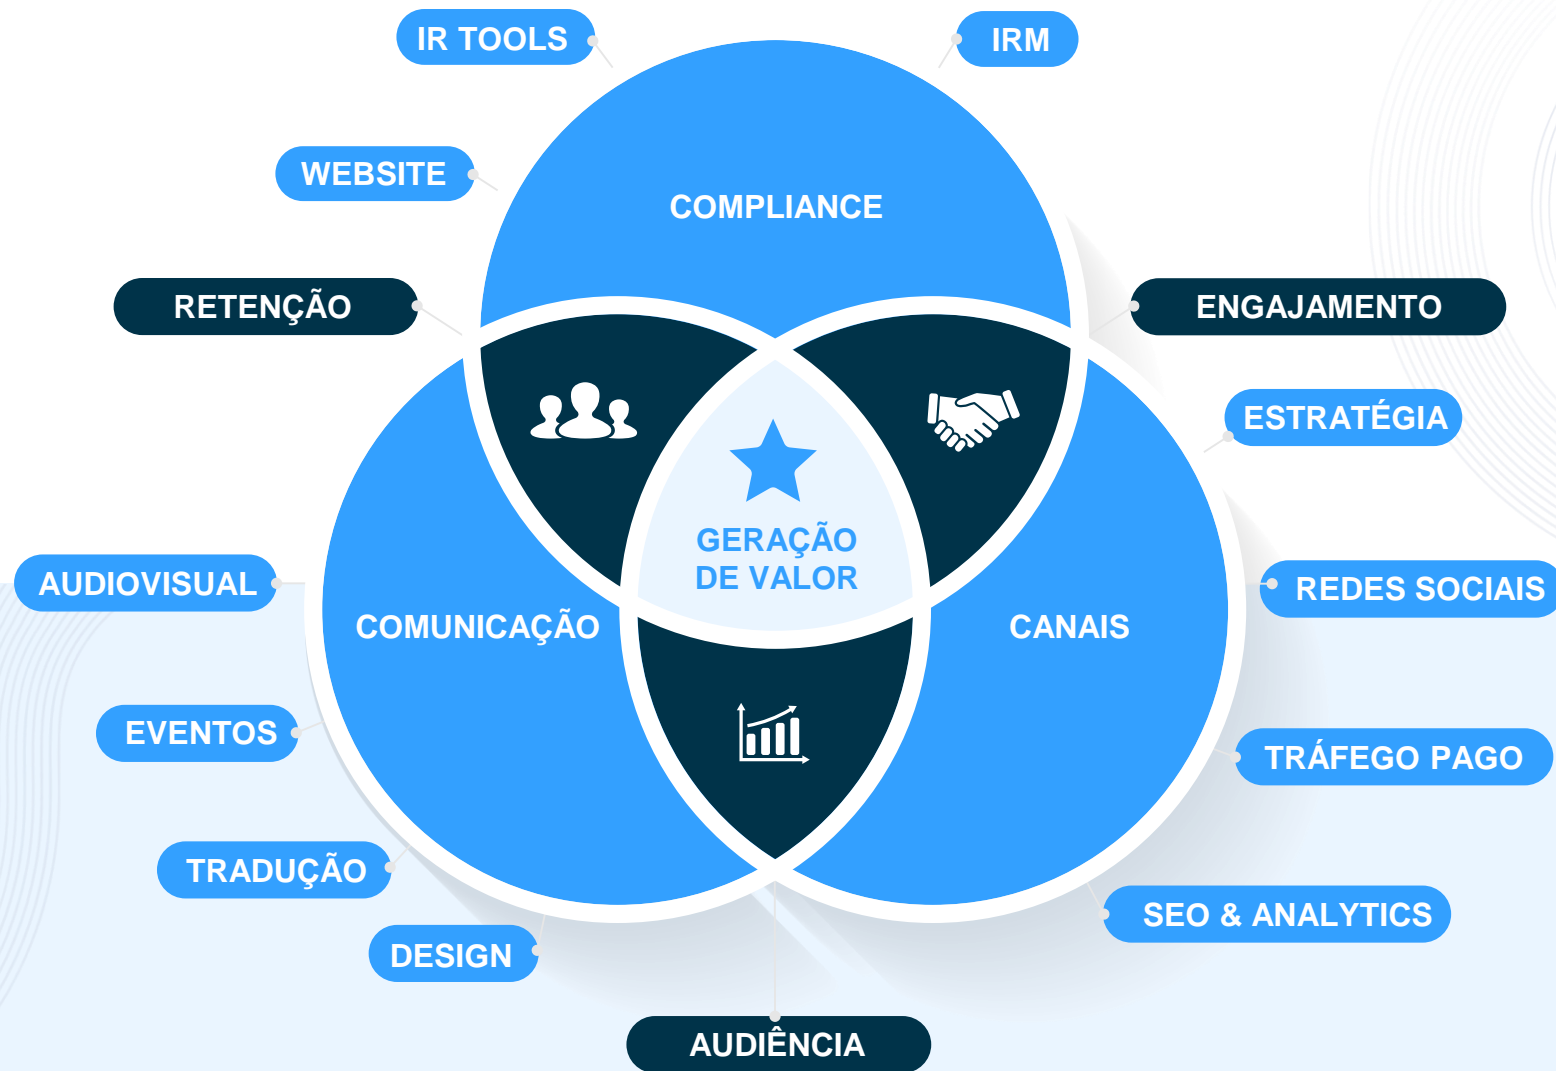 IR TOOLS
IRM
WEBSITE
COMPLIANCE
RETENÇÃO
ENGAJAMENTO
ESTRATÉGIA
GERAÇÃO
DE VALOR
AUDIOVISUAL
REDES SOCIAIS
COMUNICAÇÃO
CANAIS
EVENTOS
TRÁFEGO PAGO
TRADUÇÃO
SEO & ANALYTICS
DESIGN
AUDIÊNCIA